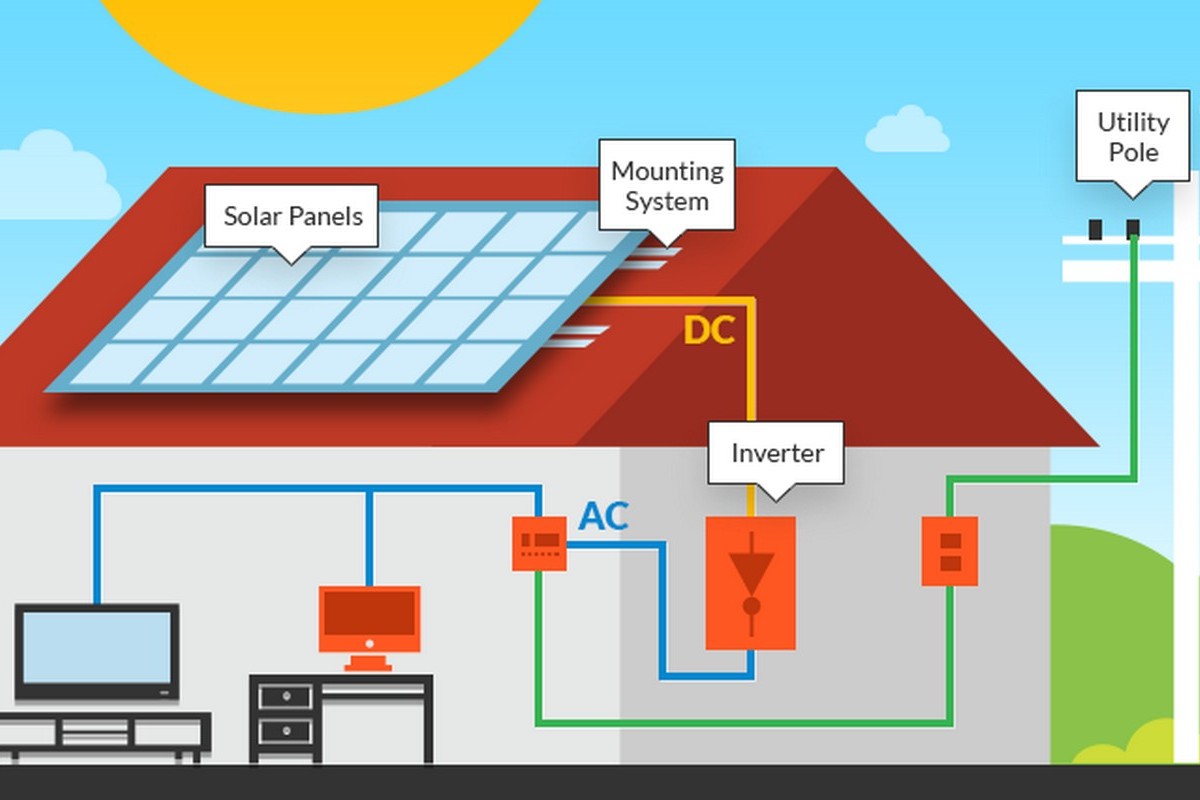 Utility
Pole
Mounting
System
Solar Panels
DC
Inverter
AC